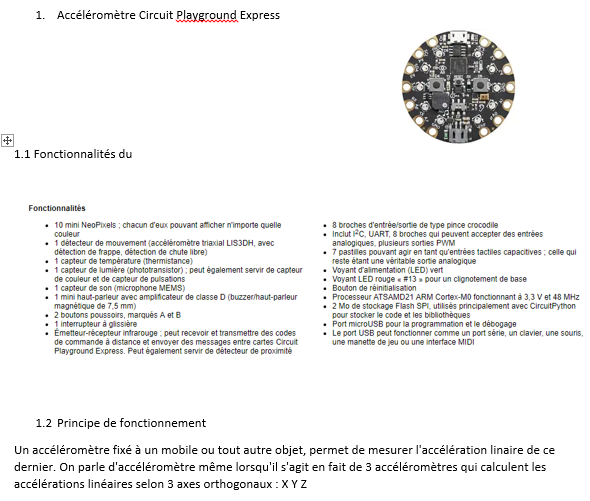 1. Accéléromètre Circuit Playground Express
1.1 Fonctionnalités du
Fonctionnalités
• 10 mini NeoPixels ; chacun d'eux pouvant afficher n'importe quelle
couleur
• 1 détecteur de mouvement (accéléromètre triaxial LIS3DH, avec
détection de frappe, détection de chute libre)
• 1 capteur de température (thermistance)
• 1 capteur de lumière (phototransistor) ; peut également servir de capteur
de couleur et de capteur de pulsations
• 1 capteur de son (microphone MEMS)
• 1 mini haut-parleur avec amplificateur de classe D (buzzer/haut-parleur
magnétique de 7,5 mm)
• 2 boutons poussoirs, marqués A et B
• 1 interrupteur à glissière
• Émetteur-récepteur infrarouge ; peut recevoir et transmettre des codes
de commande à distance et envoyer des messages entre cartes Circuit
Playground Express. Peut également servir de détecteur de proximité
• 8 broches d'entrée/sortie de type pince crocodile
• Inclut I²C, UART, 8 broches qui peuvent accepter des entrées
analogiques, plusieurs sorties PWM
• 7 pastilles pouvant agir en tant qu'entrées tactiles capacitives ; celle qui
reste étant une véritable sortie analogique
• Voyant d'alimentation (LED) vert
• Voyant LED rouge « #13 » pour un clignotement de base
• Bouton de réinitialisation
• Processeur ATSAMD21 ARM Cortex-M0 fonctionnant à 3,3 V et 48 MHz
• 2 Mo de stockage Flash SPI, utilisés principalement avec CircuitPython
pour stocker le code et les bibliothèques
• Port microUSB pour la programmation et le débogage
• Le port USB peut fonctionner comme un port série, un clavier, une souris,
une manette de jeu ou une interface MIDI
1.2 Principe de fonctionnement
Un accéléromètre fixé à un mobile ou tout autre objet, permet de mesurer l'accélération linaire de ce
dernier. On parle d'accéléromètre même lorsqu'il s'agit en fait de 3 accéléromètres qui calculent les
accélérations linéaires selon 3 axes orthogonaux : X Y Z